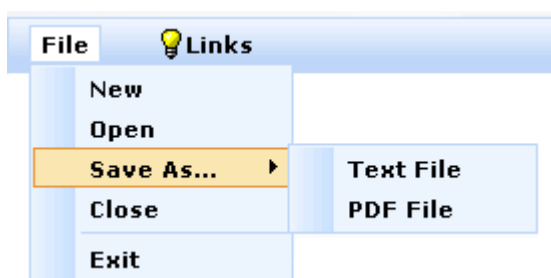 File Links
New
Open
Save As... Text File
Close PDF File
Exit